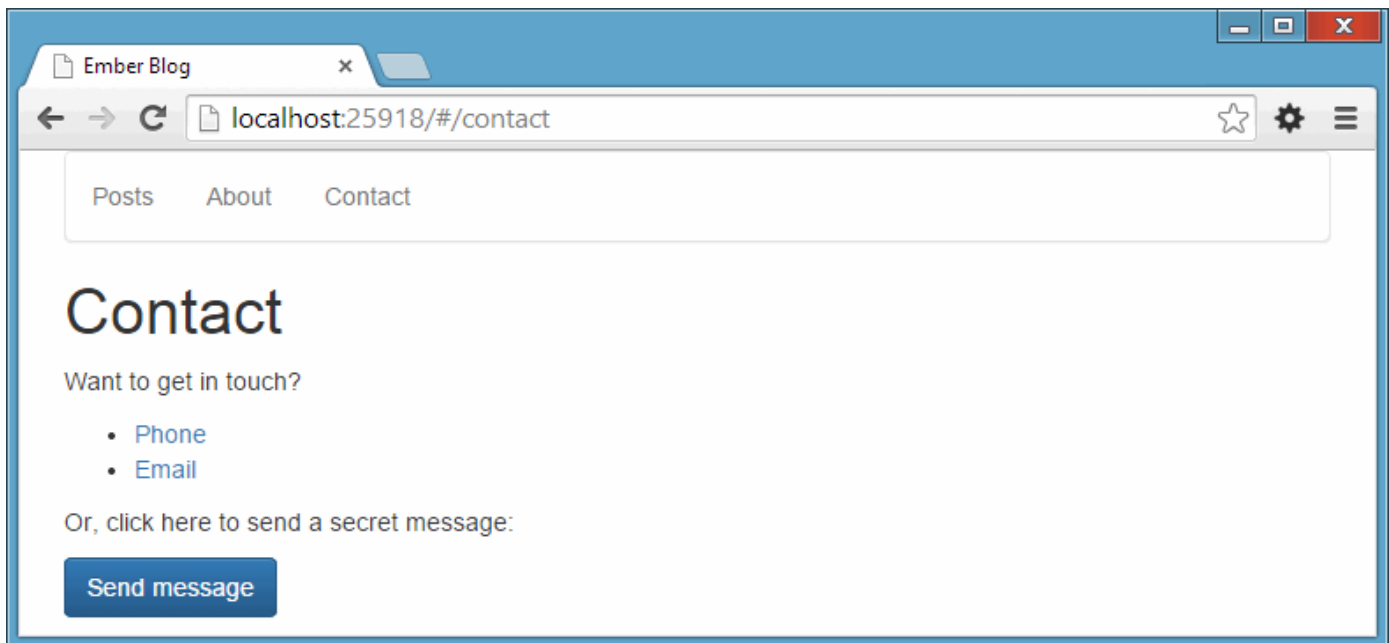 Ember Blog
localhost:25918/#/contact
Posts About Contact
Contact
Want to get in touch?
• Phone
• Email
Or, click here to send a secret message:
Send message